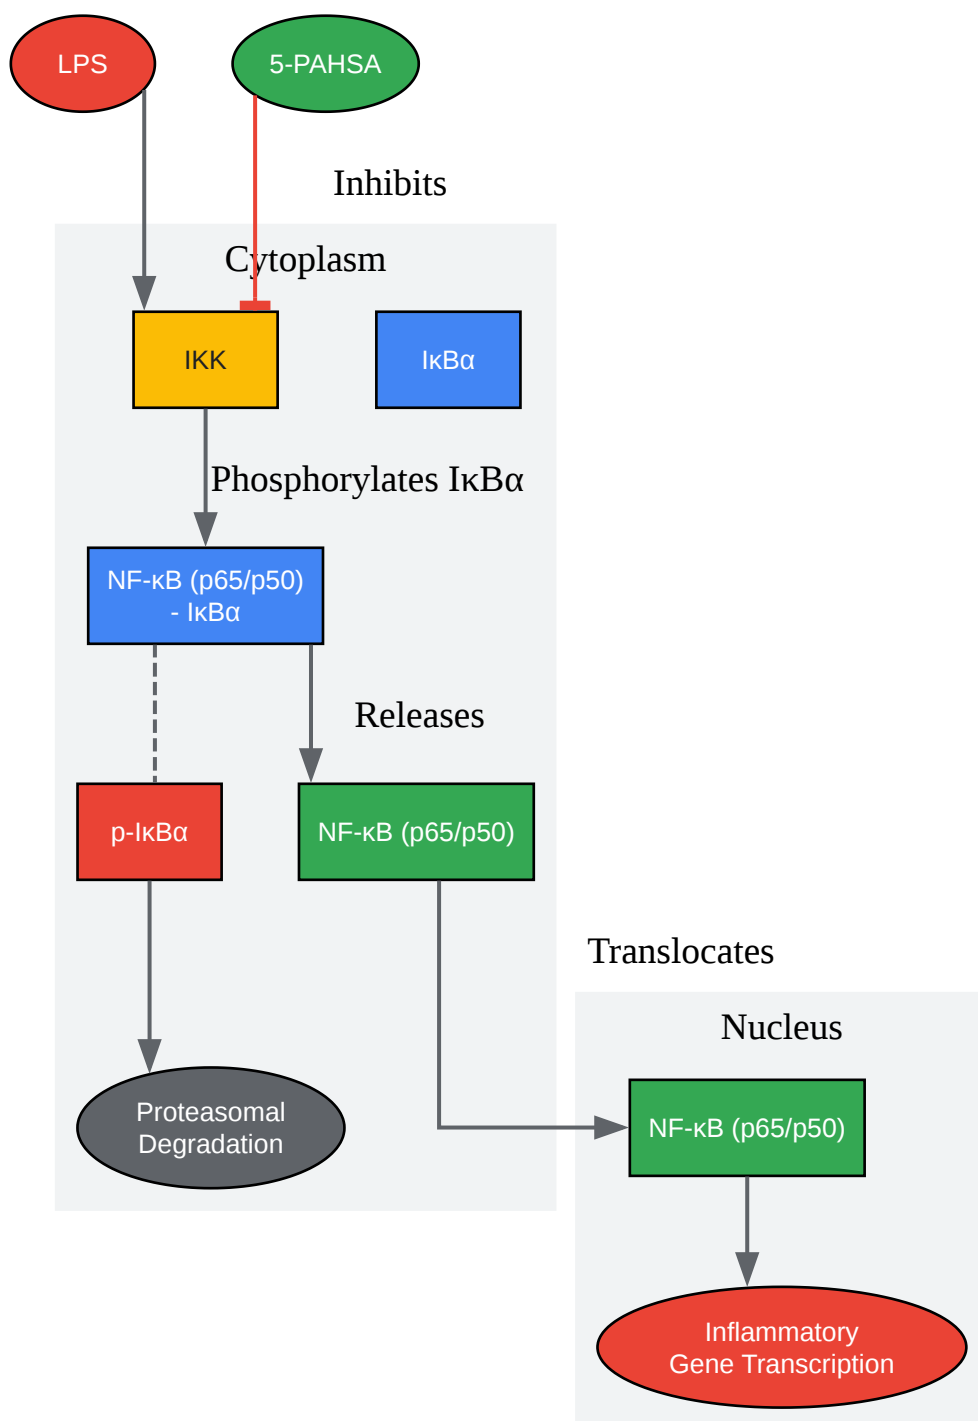 LPS
5-PAHSA
Inhibits
Cytoplasm
IKK
IκBα
Phosphorylates IκBα
NF-κB (p65/p50)
- IκBα
Releases
p-IκBα
NF-κB (p65/p50)
Translocates
Nucleus
Proteasomal
Degradation
NF-κB (p65/p50)
Inflammatory
Gene Transcription